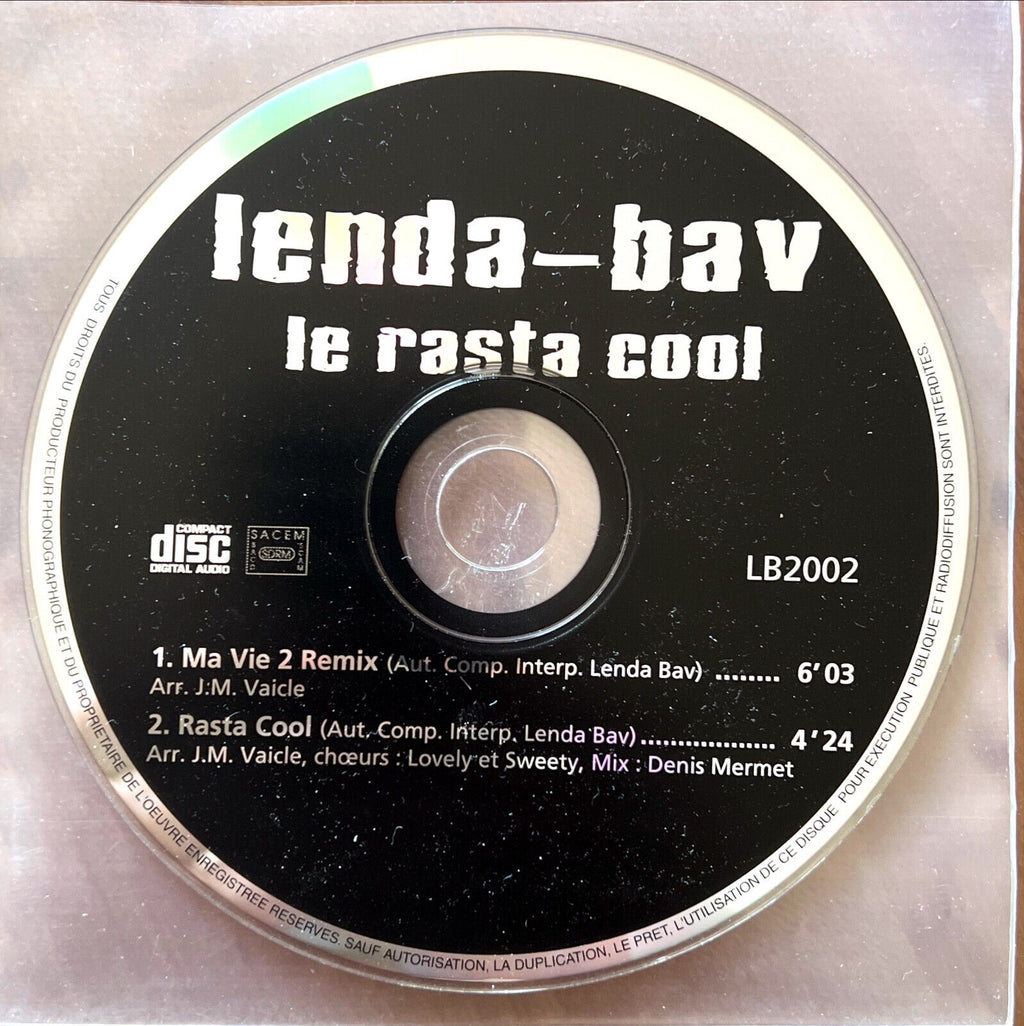 lenda-bav
le rasta cool
COMPACT
disc
DIGITAL AUDIO
SACEM
SACD
SDRM
SCAM
LB2002
1. Ma Vie 2 Remix (Aut. Comp. Interp. Lenda Bav) ........ 6’03
Arr. J.M. Vaicle
2. Rasta Cool (Aut. Comp. Interp. Lenda Bav).................. 4’24
Arr. J.M. Vaicle, chœurs : Lovely et Sweety, Mix : Denis Mermet
TOUS DROITS DU PRODUCTEUR PHONOGRAPHIQUE ET DU PROPRIETAIRE DE L'OEUVRE ENREGISTREE RESERVES. SAUF AUTORISATION, LA DUPLICATION, LE PRET, L'UTILISATION DE CE DISQUE POUR EXECUTION PUBLIQUE ET RADIODIFFUSION SONT INTERDITES.